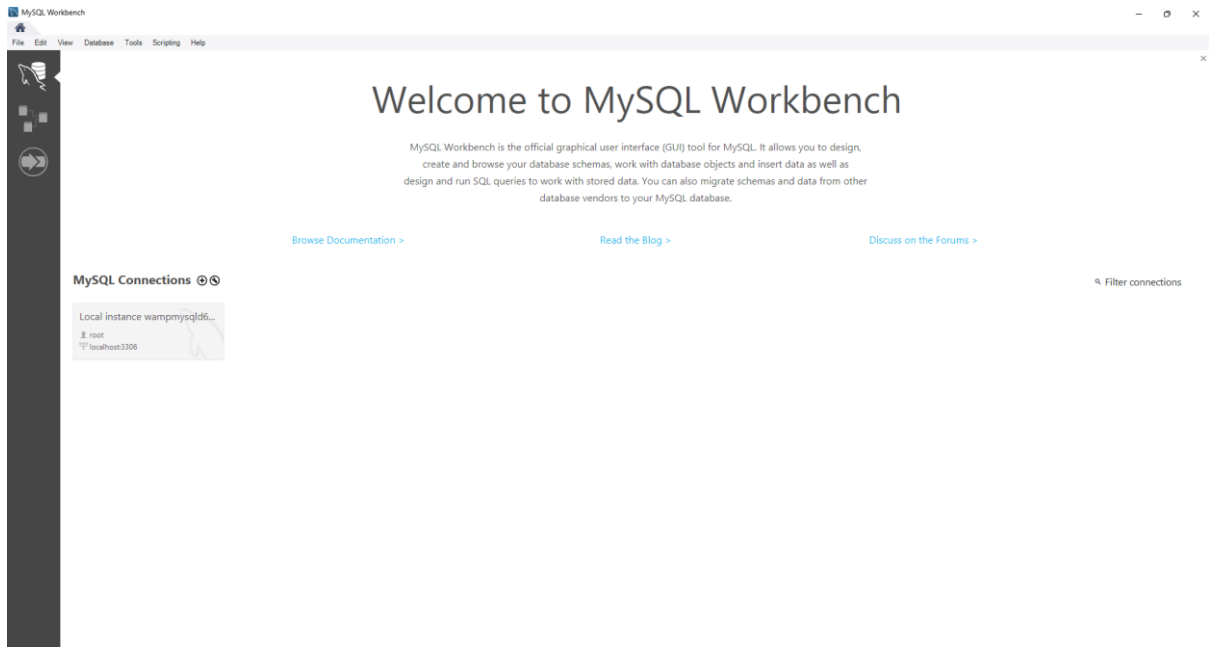 MySQL Workbench
File Edit View Database Tools Scripting Help
Welcome to MySQL Workbench
MySQL Workbench is the official graphical user interface (GUI) tool for MySQL. It allows you to design,
create and browse your database schemas, work with database objects and insert data as well as
design and run SQL queries to work with stored data. You can also migrate schemas and data from other
database vendors to your MySQL database.
Browse Documentation > Read the Blog > Discuss on the Forums >
MySQL Connections Filter connections
Local instance wampmysqld6...
root
localhost:3306